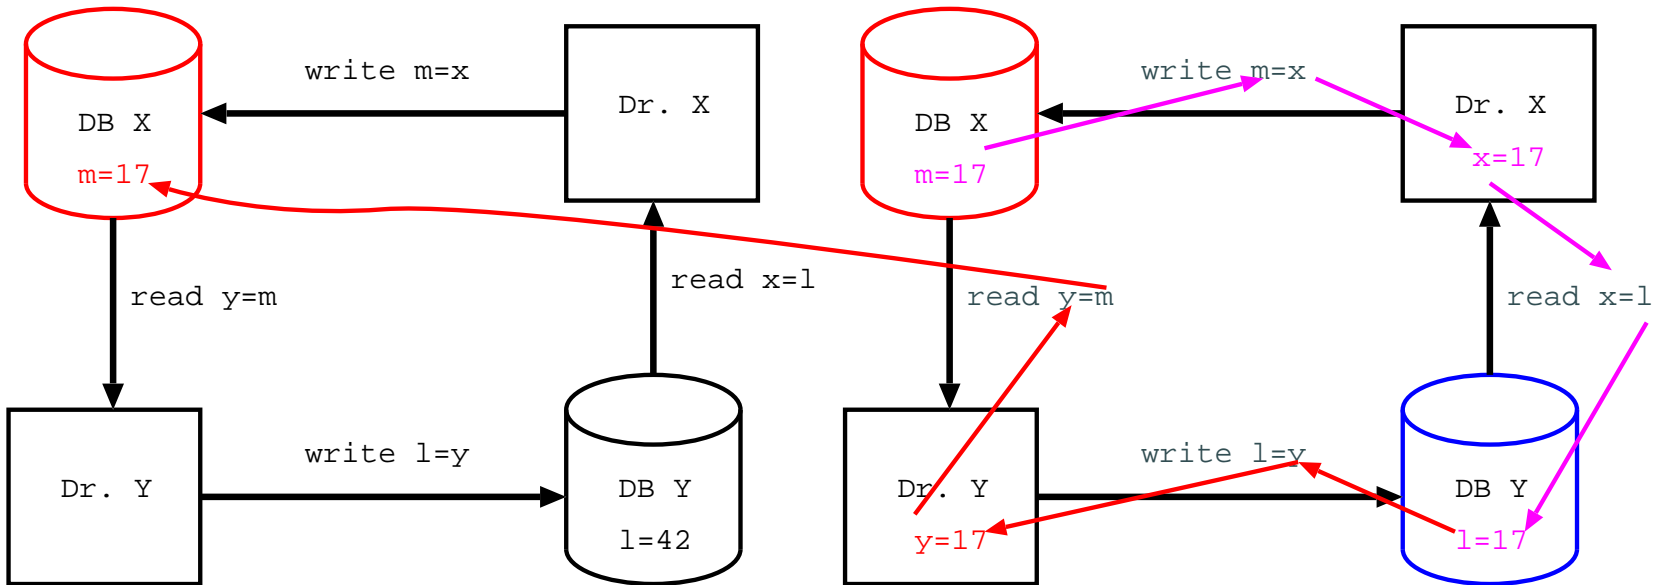 write m=x
Dr. X
DB X
m=17
read y=m
read x=l
write l=y
Dr. Y
DB Y
l=42
write m=x
Dr. X
DB X
x=17
m=17
read y=m
read x=l
write l=y
Dr. Y
DB Y
y=17
l=17